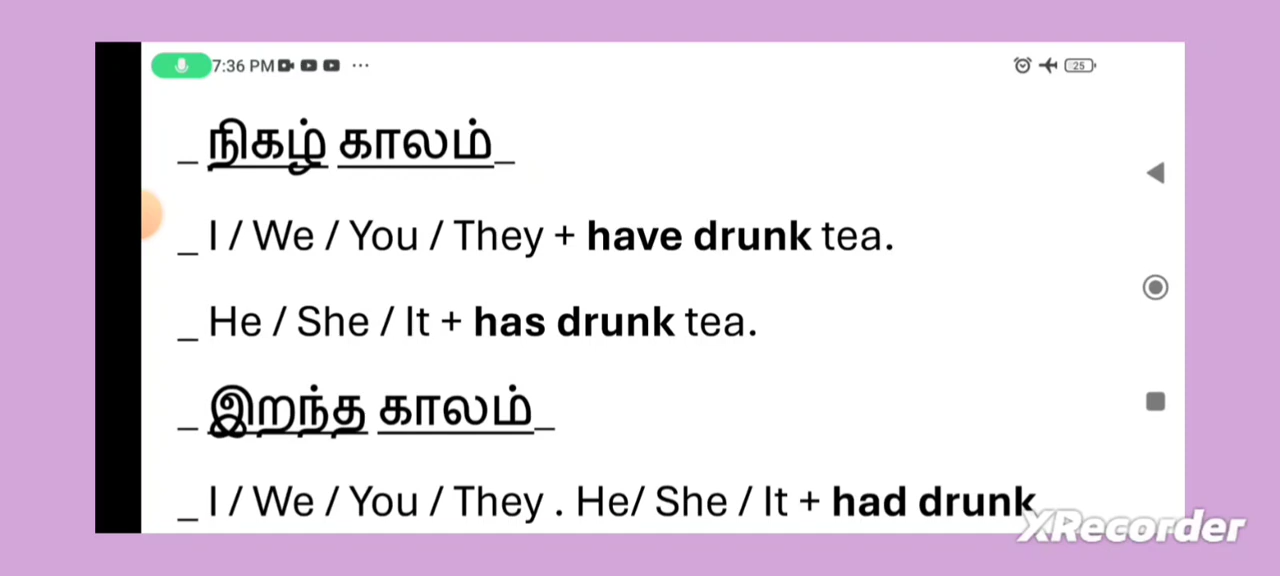 7:36 PM ...
25
_ நிகழ் காலம்_
_ I / We / You / They + have drunk tea.
_ He / She / It + has drunk tea.
_ இறந்த காலம்_
_ I / We / You / They . He/ She / It + had drunk
XRecorder